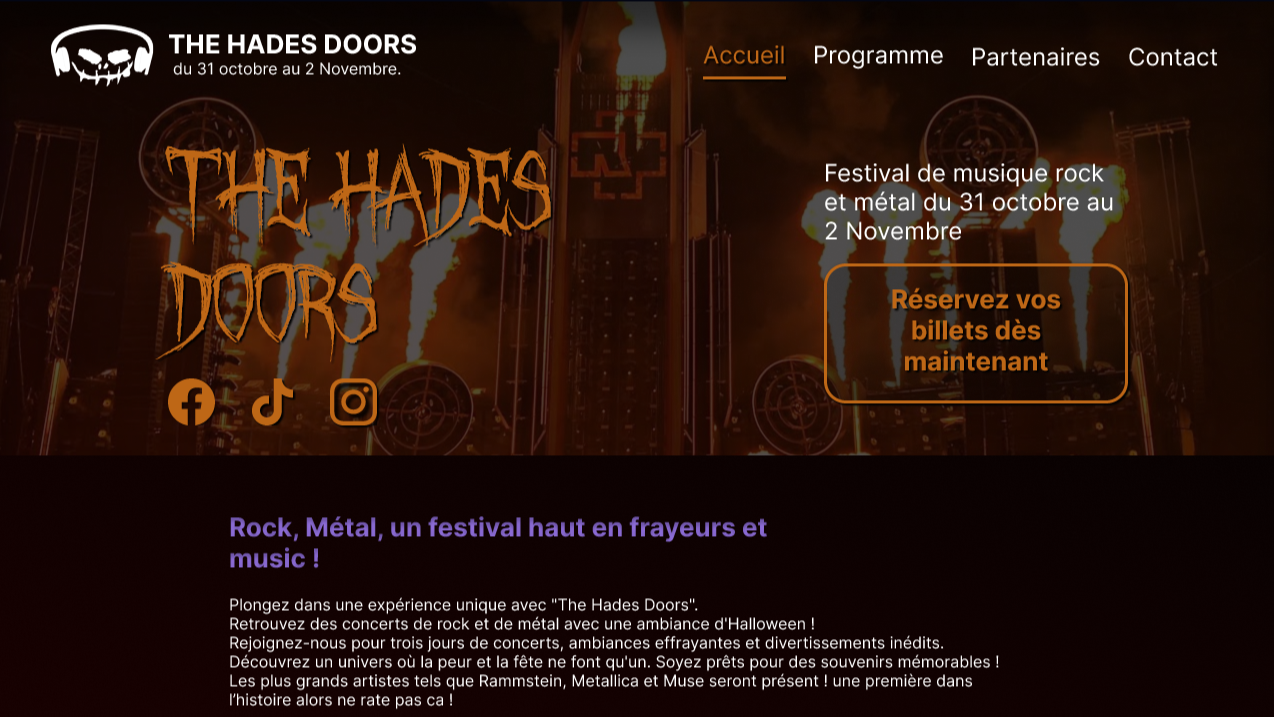 THE HADES DOORS
du 31 octobre au 2 Novembre.
Accueil Programme Partenaires Contact
THE HADES
DOORS
Festival de musique rock
et métal du 31 octobre au
2 Novembre
Réservez vos
billets dès
maintenant
Rock, Métal, un festival haut en frayeurs et
music !
Plongez dans une expérience unique avec "The Hades Doors".
Retrouvez des concerts de rock et de métal avec une ambiance d'Halloween !
Rejoignez-nous pour trois jours de concerts, ambiances effrayantes et divertissements inédits.
Découvrez un univers où la peur et la fête ne font qu'un. Soyez prêts pour des souvenirs mémorables !
Les plus grands artistes tels que Rammstein, Metallica et Muse seront présent ! une première dans
l’histoire alors ne rate pas ca !